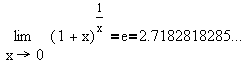 lim (1 + x)^(1/x) = e = 2.7182818285...
x → 0